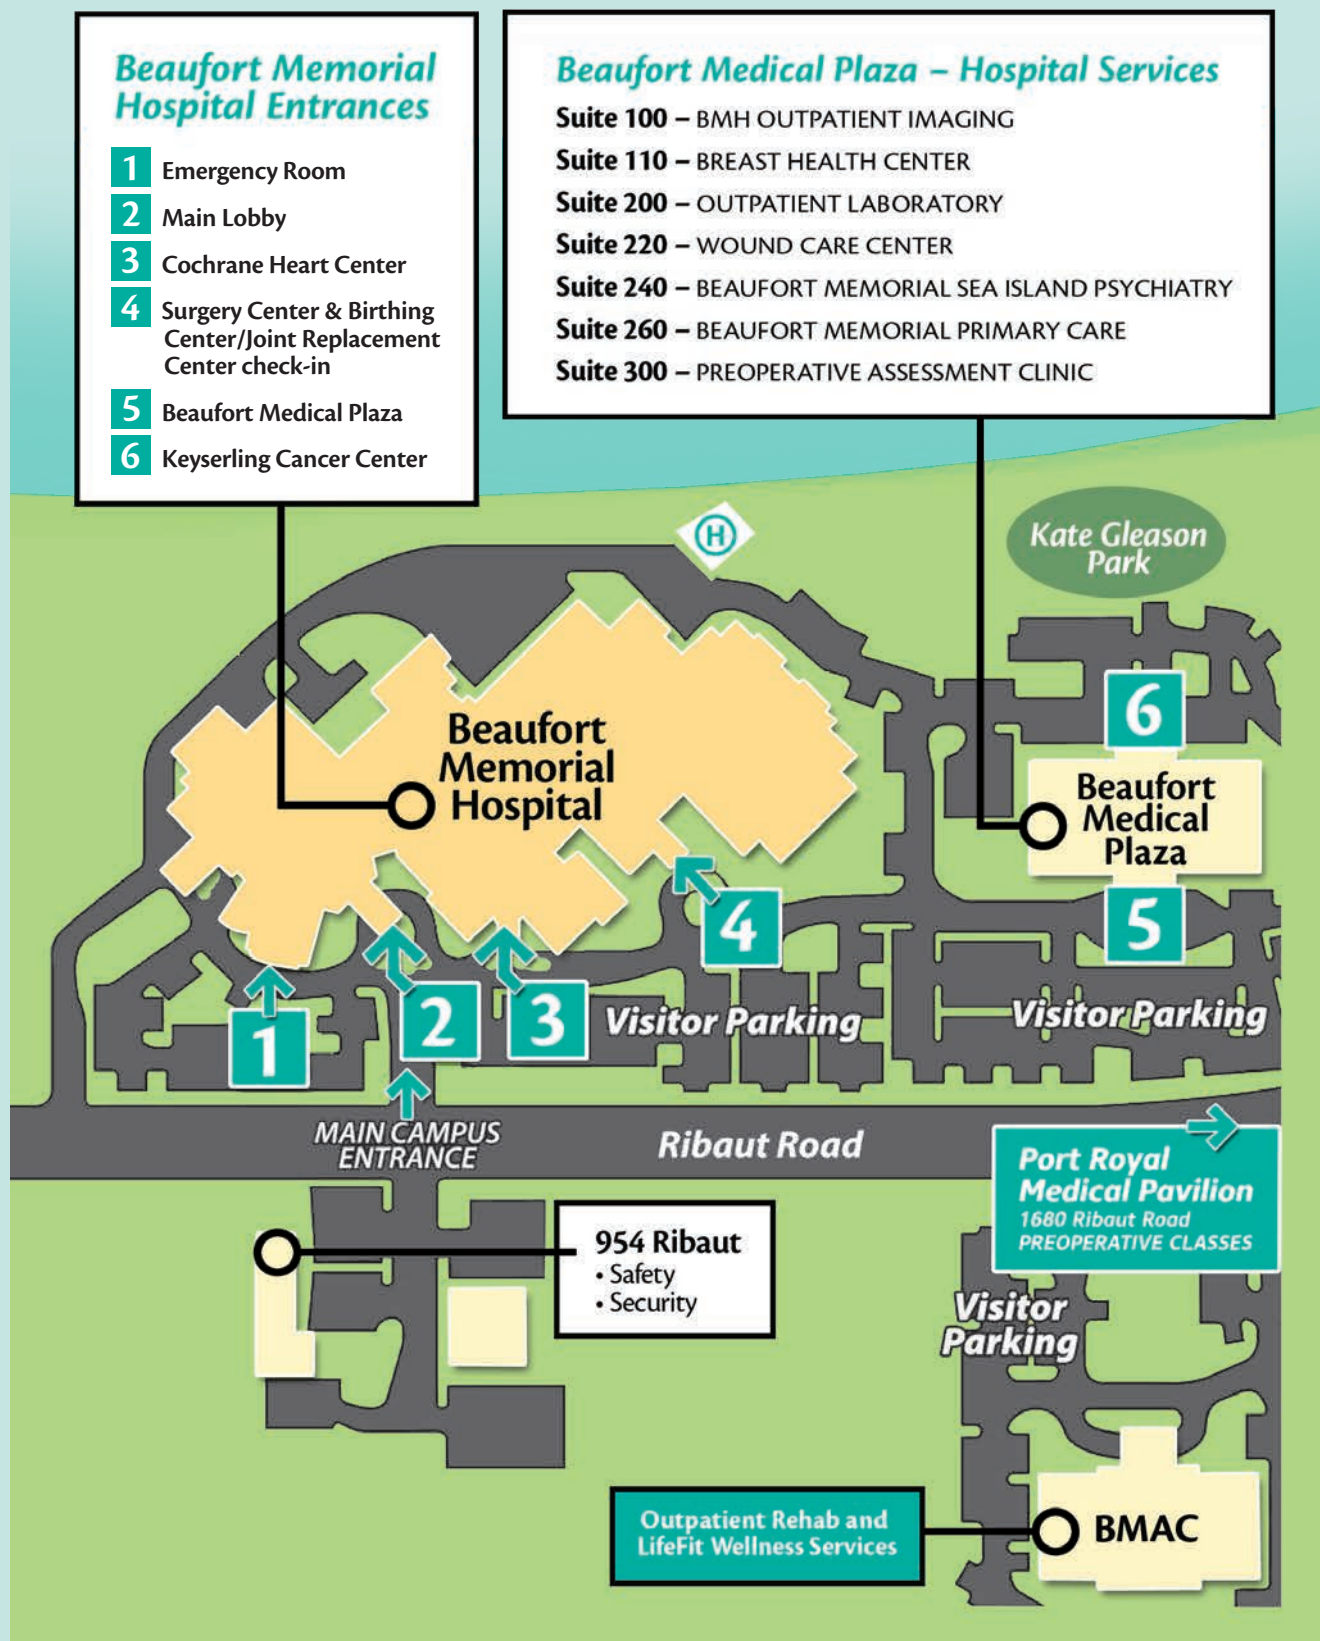 Beaufort Memorial
Hospital Entrances
1 Emergency Room
2 Main Lobby
3 Cochrane Heart Center
4 Surgery Center & Birthing
Center/Joint Replacement
Center check-in
5 Beaufort Medical Plaza
6 Keyserling Cancer Center
Beaufort Medical Plaza – Hospital Services
Suite 100 – BMH OUTPATIENT IMAGING
Suite 110 – BREAST HEALTH CENTER
Suite 200 – OUTPATIENT LABORATORY
Suite 220 – WOUND CARE CENTER
Suite 240 – BEAUFORT MEMORIAL SEA ISLAND PSYCHIATRY
Suite 260 – BEAUFORT MEMORIAL PRIMARY CARE
Suite 300 – PREOPERATIVE ASSESSMENT CLINIC
H
Kate Gleason
Park
6
Beaufort
Memorial
Hospital
Beaufort
Medical
Plaza
5
4
1
2
3
Visitor Parking
Visitor Parking
MAIN CAMPUS
ENTRANCE
Ribaut Road
Port Royal
Medical Pavilion
1680 Ribaut Road
PREOPERATIVE CLASSES
954 Ribaut
• Safety
• Security
Visitor
Parking
Outpatient Rehab and
LifeFit Wellness Services
BMAC